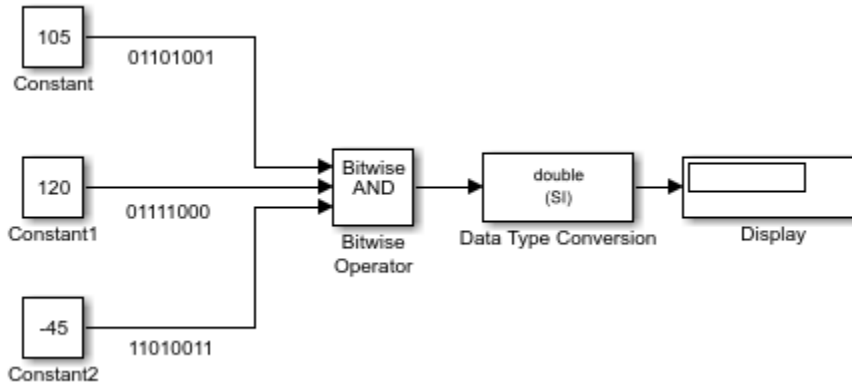 105
Constant
01101001
120
Constant1
01111000
-45
Constant2
11010011
Bitwise
AND
Bitwise
Operator
double
(SI)
Data Type Conversion
Display